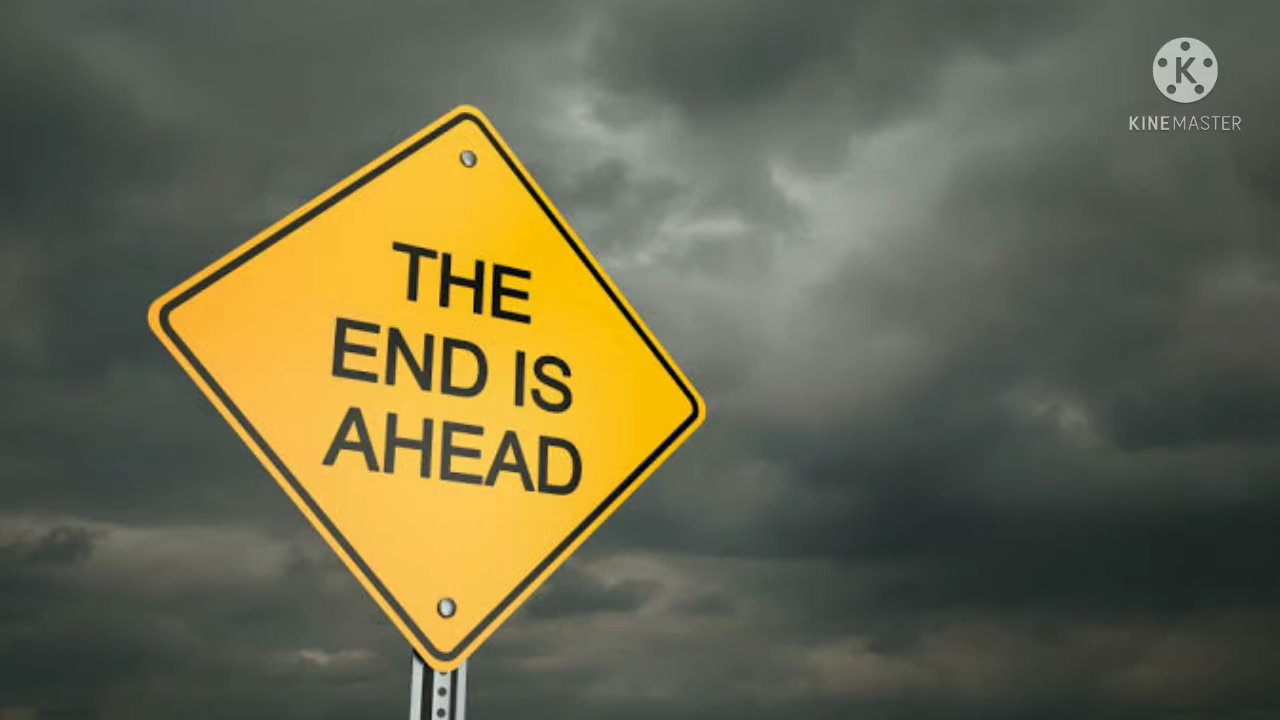 THE
END IS
AHEAD
K
KINEMASTER